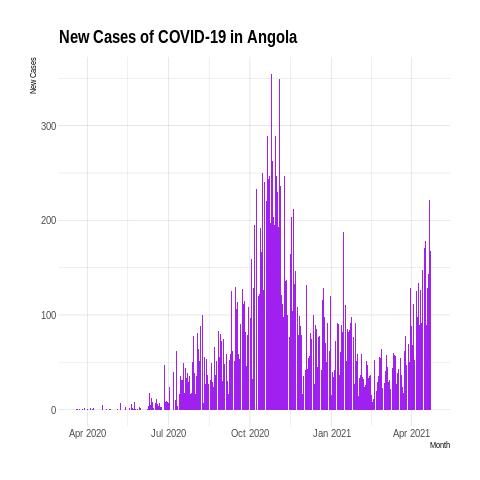 New Cases of COVID-19 in Angola
New Cases
300
200
100
0
Apr 2020 Jul 2020 Oct 2020 Jan 2021 Apr 2021
Month